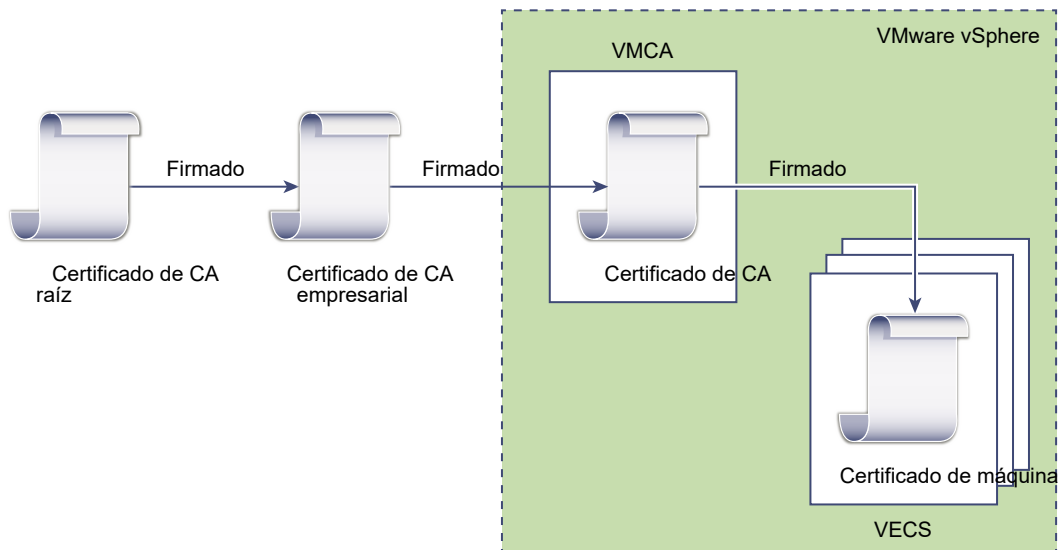 VMware vSphere
VMCA
Firmado
Firmado
Firmado
Certificado de CA
raíz
Certificado de CA
empresarial
Certificado de CA
Certificado de máquina
VECS